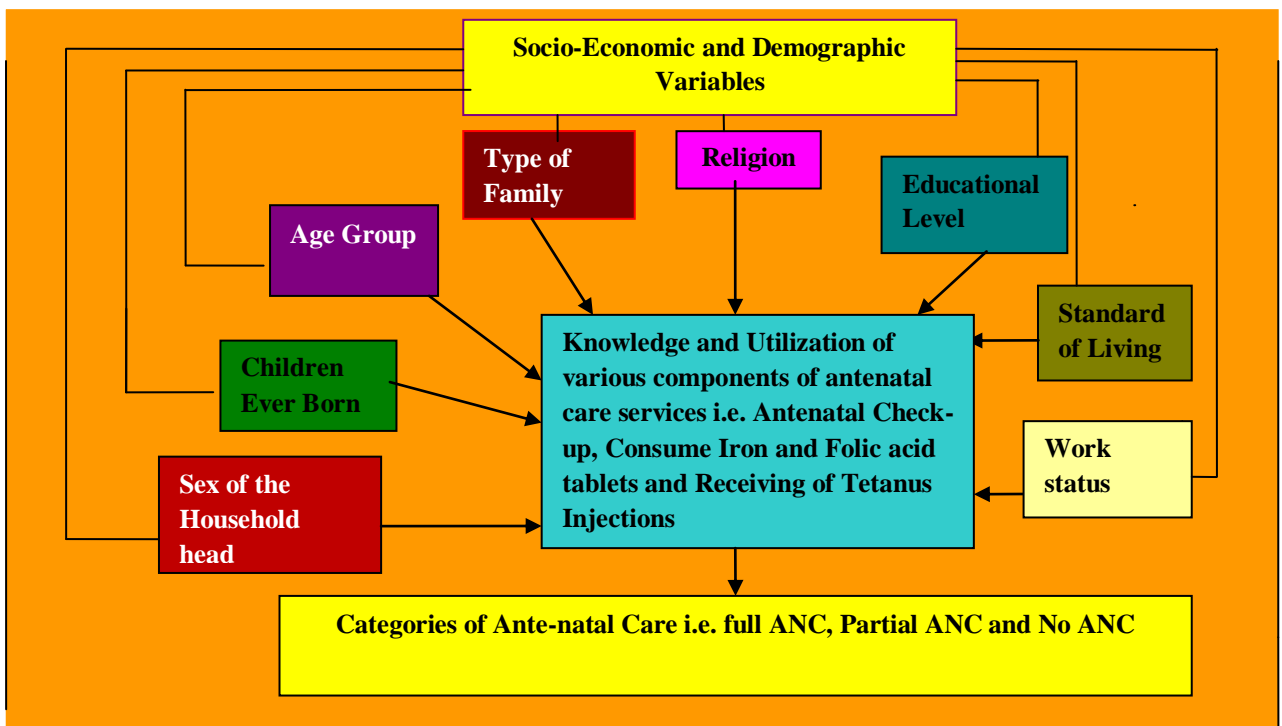 Socio-Economic and Demographic
Variables
Type of
Family
Religion
Educational
Level
Age Group
Standard
of Living
Children
Ever Born
Knowledge and Utilization of
various components of antenatal
care services i.e. Antenatal Check-
up, Consume Iron and Folic acid
tablets and Receiving of Tetanus
Injections
Work
status
Sex of the
Household
head
Categories of Ante-natal Care i.e. full ANC, Partial ANC and No ANC